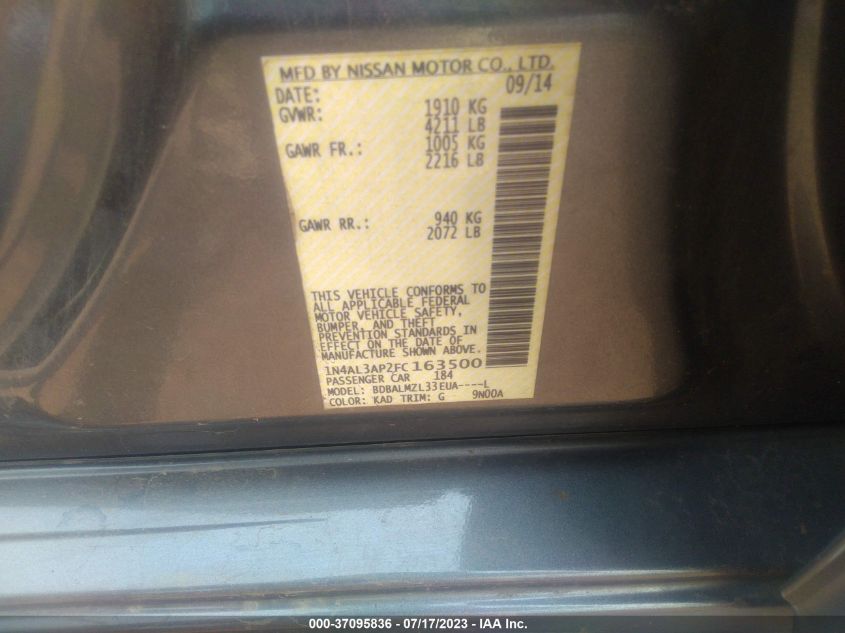 MFD BY NISSAN MOTOR CO., LTD.
DATE: 09/14
GVWR: 1910 KG
4211 LB
GAWR FR.: 1005 KG
2216 LB
GAWR RR.: 940 KG
2072 LB
THIS VEHICLE CONFORMS TO
ALL APPLICABLE FEDERAL
MOTOR VEHICLE SAFETY,
BUMPER, AND THEFT
PREVENTION STANDARDS IN
EFFECT ON THE DATE OF
MANUFACTURE SHOWN ABOVE.
1N4AL3AP2FC163500
PASSENGER CAR 184
MODEL: BDBALMZL33EUA----L
COLOR: KAD TRIM: G 9N00A
000-37095836 / 07/17/2023 - © IAA Inc.